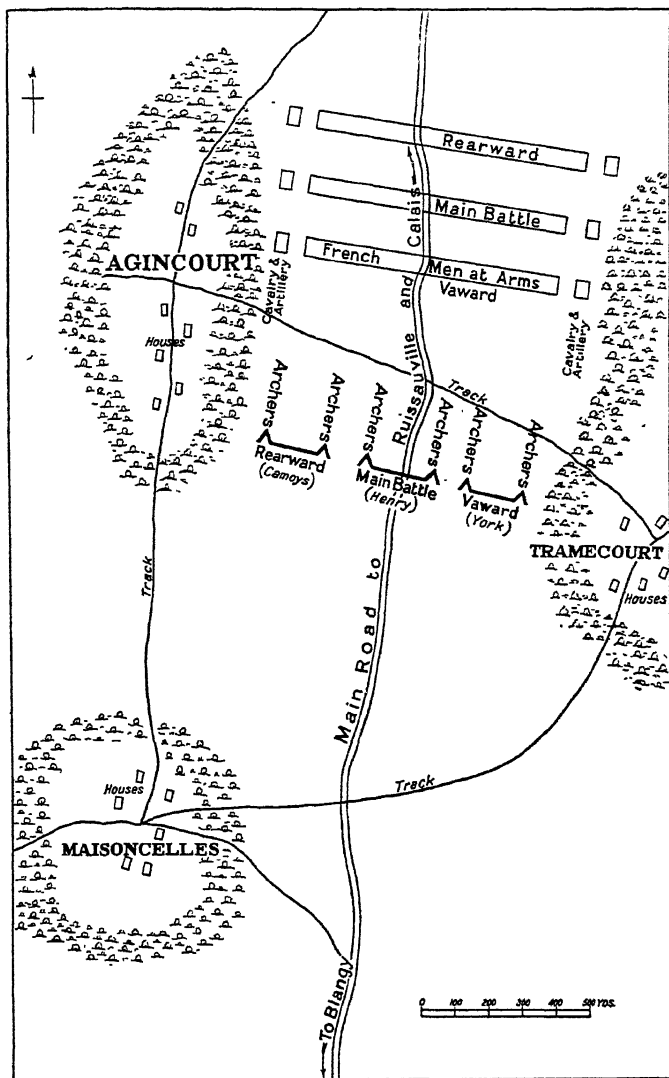 Rearward
Main Battle
French Men at Arms
Vaward
AGINCOURT
Cavalry &
Artillery
Cavalry &
Artillery
Houses
Main Road to Ruissauville and Calais
Track
Archers
Archers
Archers
Archers
Archers
Archers
Rearward
(Camoys)
Main Battle
(Henry)
Vaward
(York)
TRAMECOURT
Houses
Track
Track
Houses
MAISONCELLES
To Blangy
0 100 200 300 400 500 YDS.